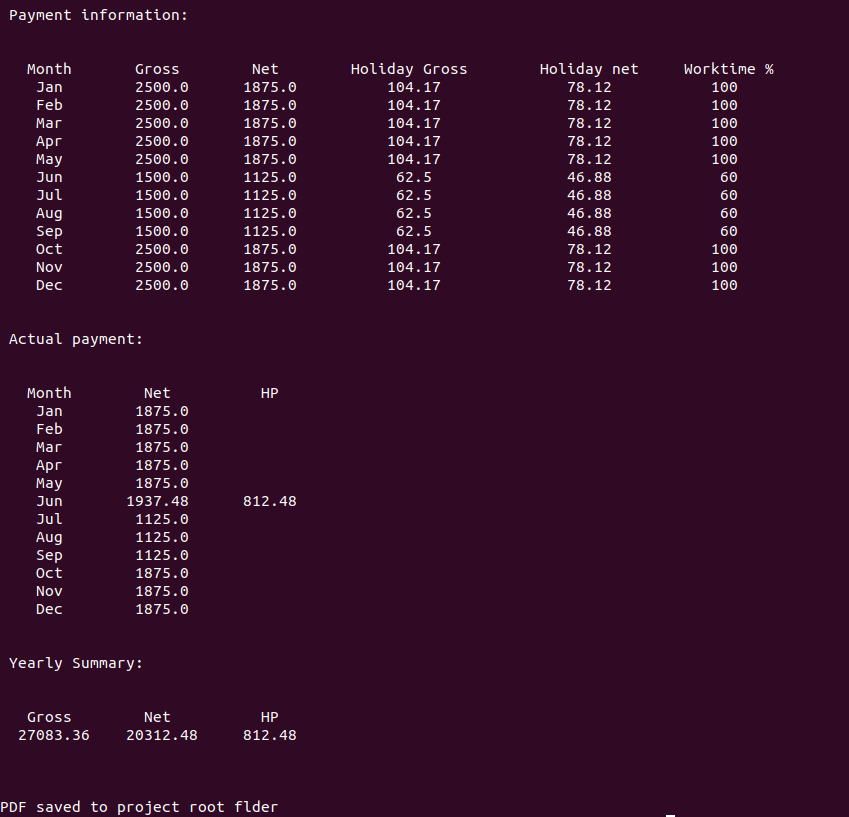 Payment information:
Month Gross Net Holiday Gross Holiday net Worktime %
Jan 2500.0 1875.0 104.17 78.12 100
Feb 2500.0 1875.0 104.17 78.12 100
Mar 2500.0 1875.0 104.17 78.12 100
Apr 2500.0 1875.0 104.17 78.12 100
May 2500.0 1875.0 104.17 78.12 100
Jun 1500.0 1125.0 62.5 46.88 60
Jul 1500.0 1125.0 62.5 46.88 60
Aug 1500.0 1125.0 62.5 46.88 60
Sep 1500.0 1125.0 62.5 46.88 60
Oct 2500.0 1875.0 104.17 78.12 100
Nov 2500.0 1875.0 104.17 78.12 100
Dec 2500.0 1875.0 104.17 78.12 100
Actual payment:
Month Net HP
Jan 1875.0
Feb 1875.0
Mar 1875.0
Apr 1875.0
May 1875.0
Jun 1937.48 812.48
Jul 1125.0
Aug 1125.0
Sep 1125.0
Oct 1875.0
Nov 1875.0
Dec 1875.0
Yearly Summary:
Gross Net HP
27083.36 20312.48 812.48
PDF saved to project root flder